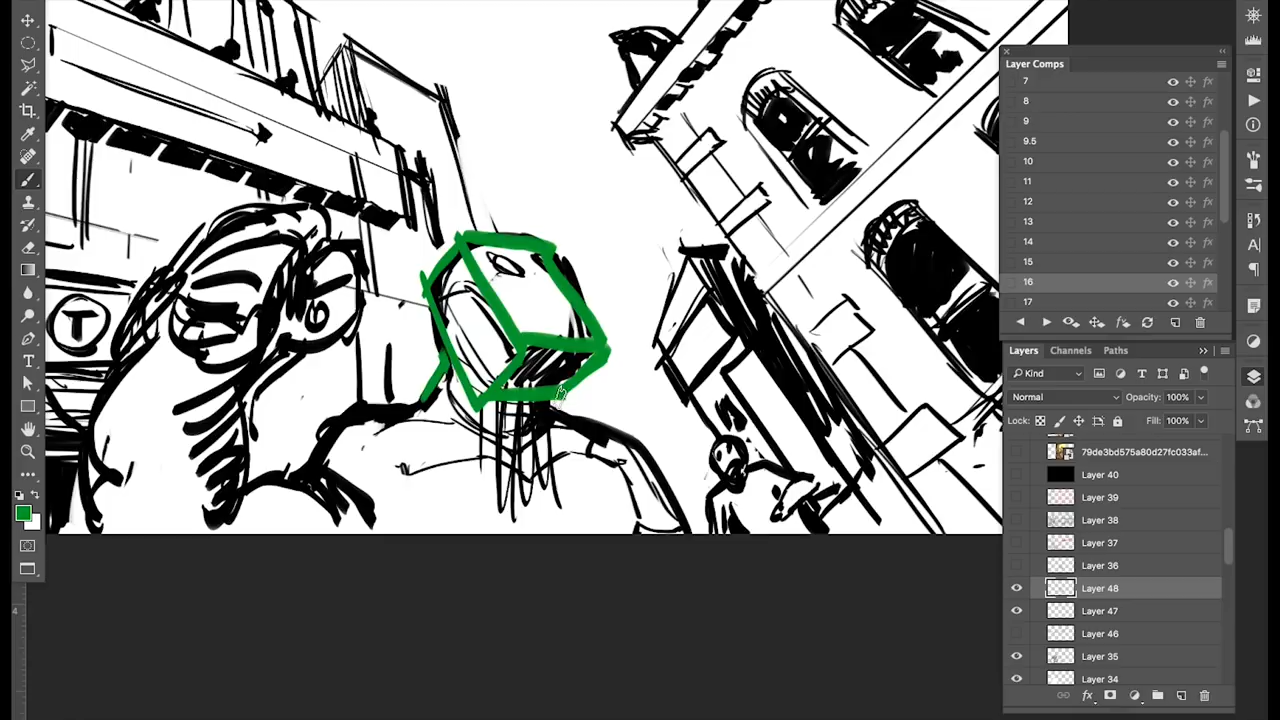 Layer Comps
7
8
9
9.5
10
11
12
13
14
15
16
17
Layers Channels Paths
Kind
Normal Opacity: 100%
Lock: Fill: 100%
79de3bd575a80d27fc033af...
Layer 40
Layer 39
Layer 38
Layer 37
Layer 36
Layer 48
Layer 47
Layer 46
Layer 35
Layer 34
T
4